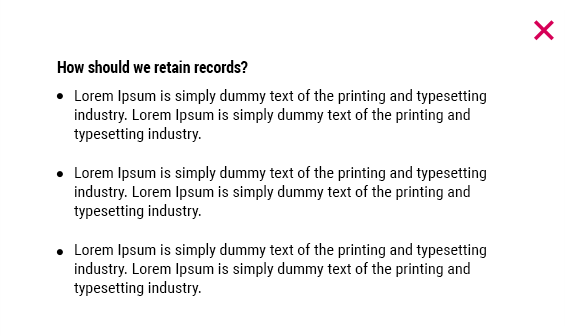 How should we retain records?
• Lorem Ipsum is simply dummy text of the printing and typesetting
industry. Lorem Ipsum is simply dummy text of the printing and
typesetting industry.
• Lorem Ipsum is simply dummy text of the printing and typesetting
industry. Lorem Ipsum is simply dummy text of the printing and
typesetting industry.
• Lorem Ipsum is simply dummy text of the printing and typesetting
industry. Lorem Ipsum is simply dummy text of the printing and
typesetting industry.